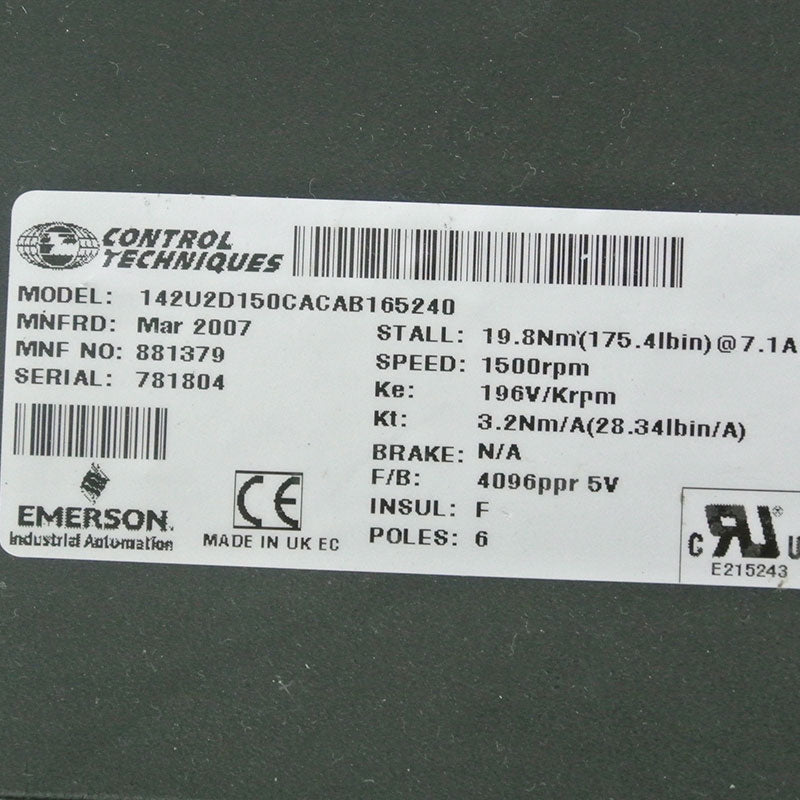 CONTROL
TECHNIQUES
MODEL: 142U2D150CACAB165240
MNFRD: Mar 2007
MNF NO: 881379
SERIAL: 781804
STALL: 19.8Nm(175.4lbin)@7.1A
SPEED: 1500rpm
Ke: 196V/Krpm
Kt: 3.2Nm/A(28.34lbin/A)
BRAKE: N/A
F/B: 4096ppr 5V
INSUL: F
POLES: 6
EMERSON.
Industrial Automation
CE
MADE IN UK EC
c RU® U
E215243